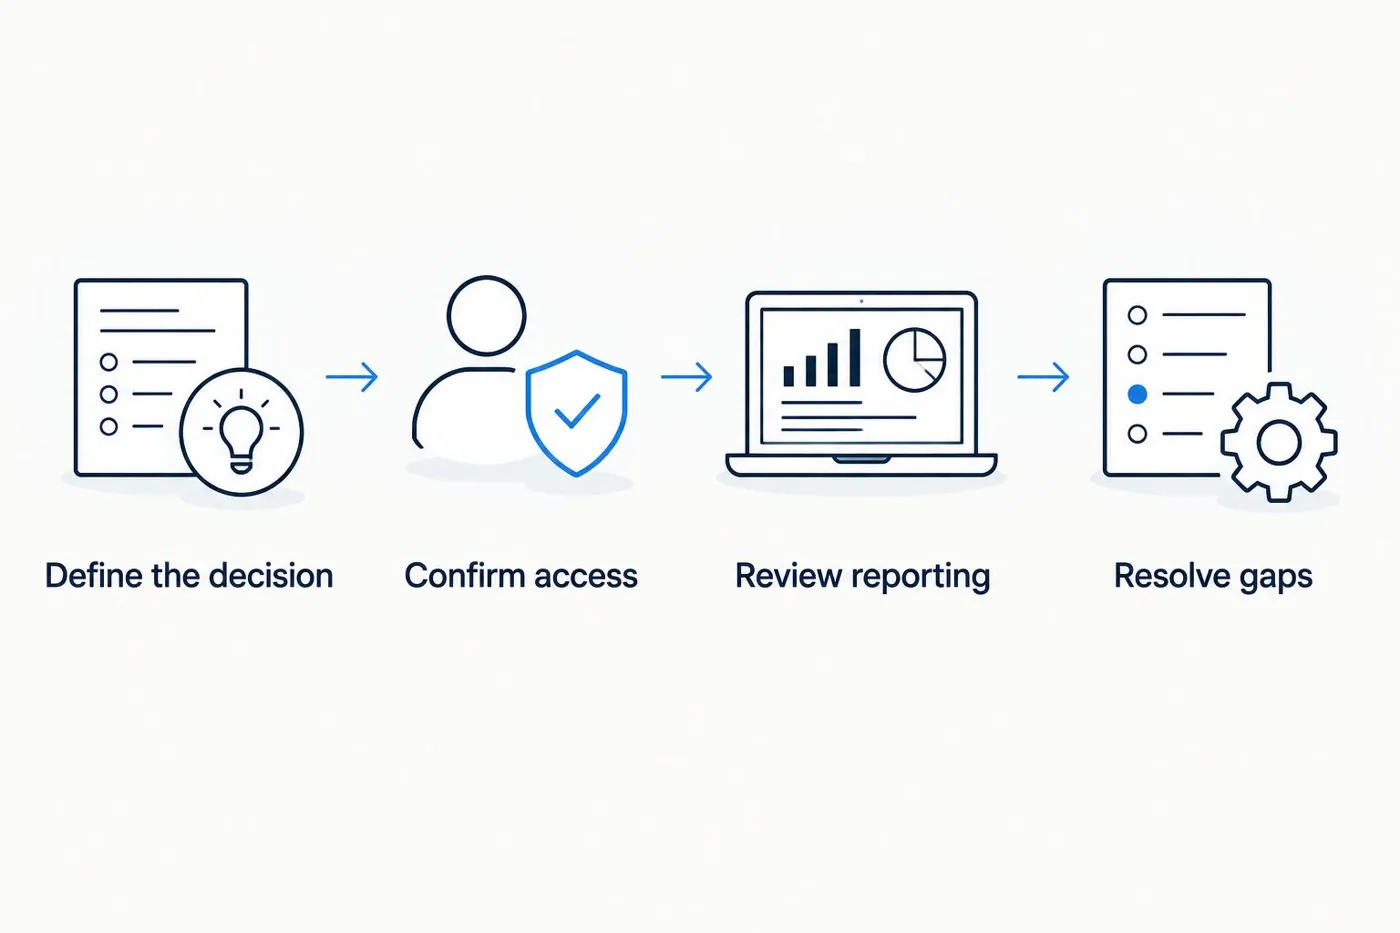 Define the decision
Confirm access
Review reporting
Resolve gaps